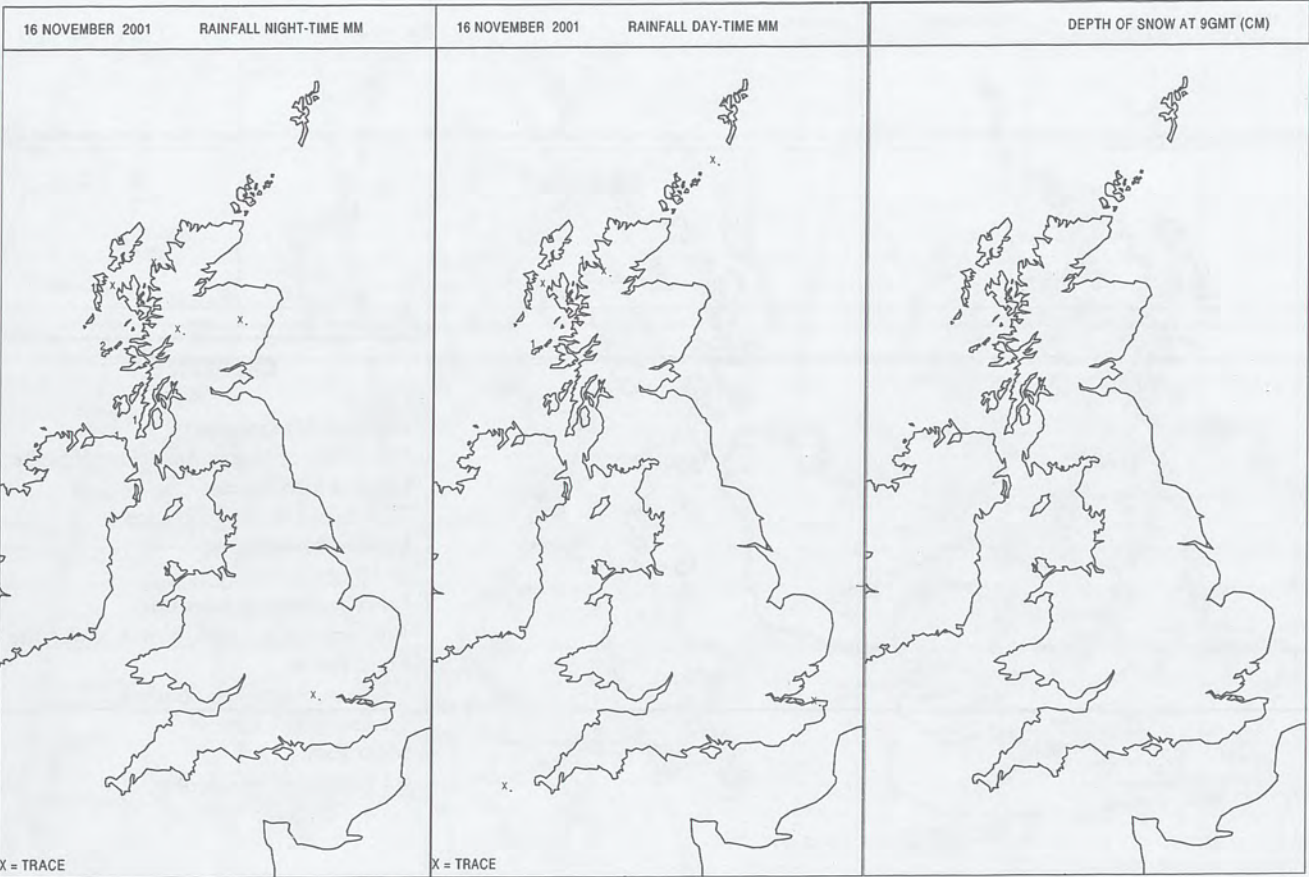 16 NOVEMBER 2001 RAINFALL NIGHT-TIME MM
16 NOVEMBER 2001 RAINFALL DAY-TIME MM
DEPTH OF SNOW AT 9GMT (CM)
X.
X
X
X.
X.
1
X.
X.
X = TRACE
X = TRACE